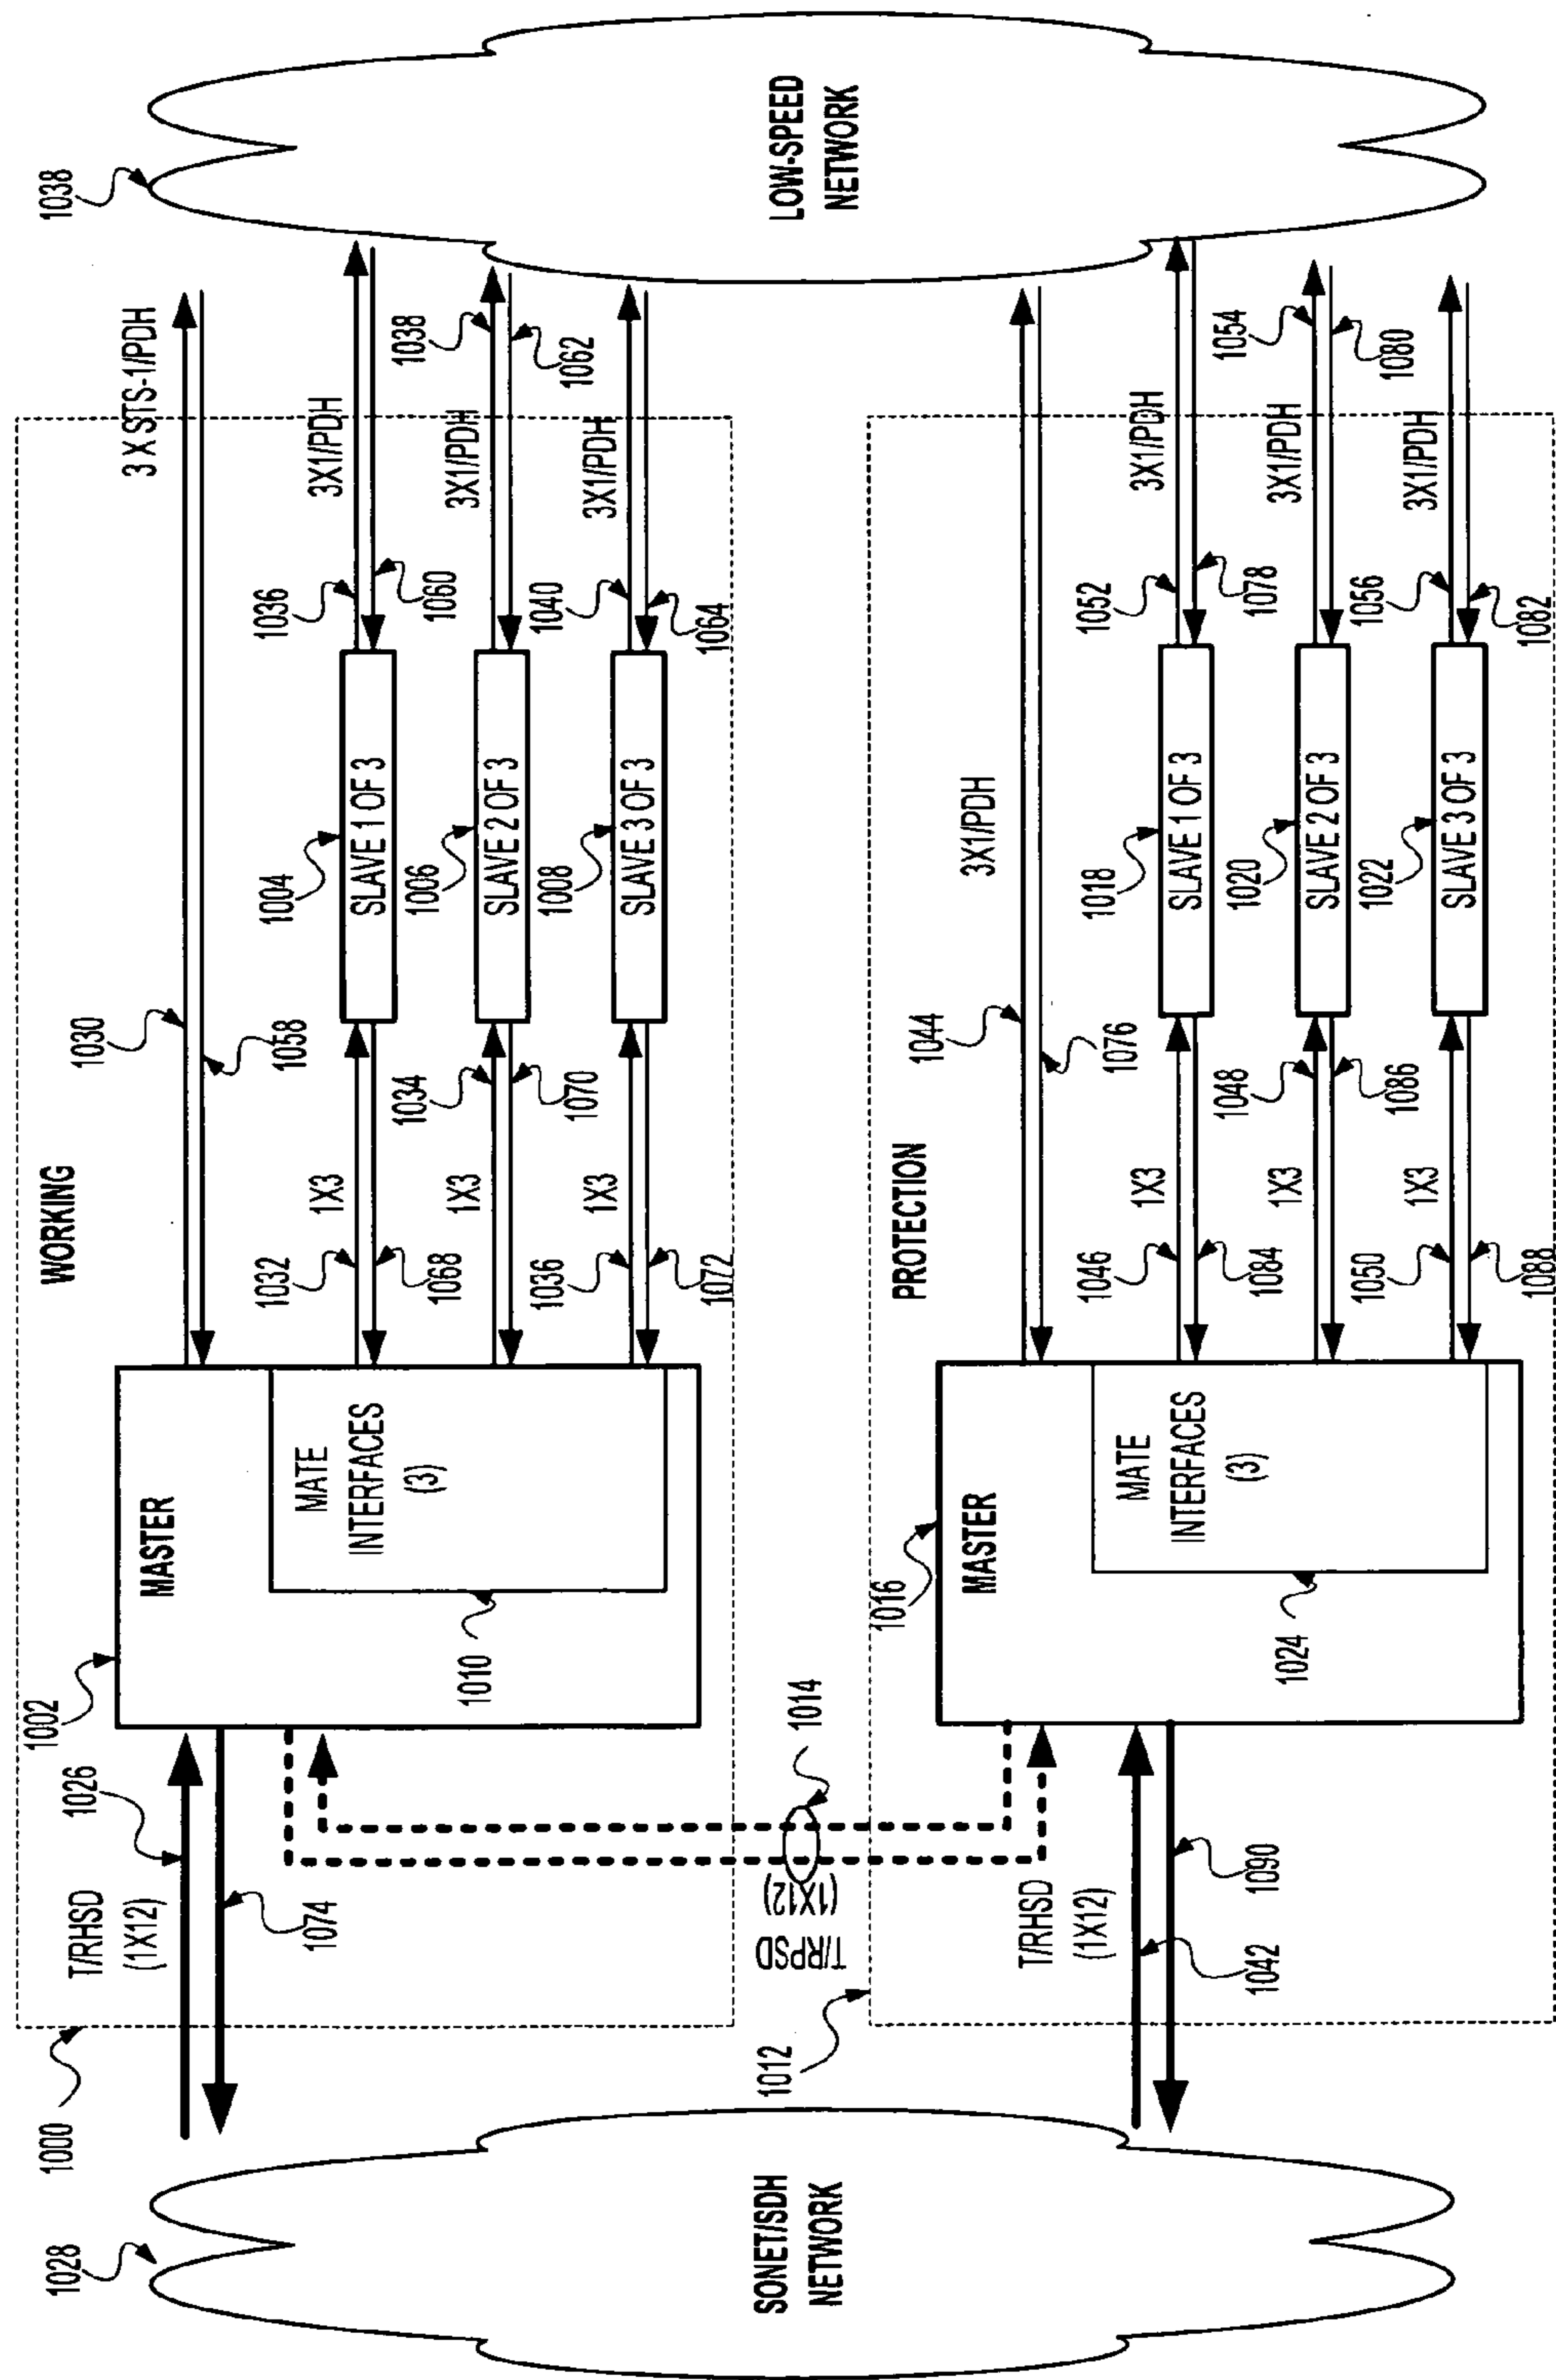 1028
SONET/SDH
NETWORK
1000
T/RHSD
(1X12)
1026
1074
1002
MASTER
MATE
INTERFACES
(3)
1010
WORKING
1030
1058
3 X STS-1/PDH
1032
1X3
1068
1004
SLAVE 1 OF 3
1036
3X1/PDH
1060
1034
1X3
1070
1006
SLAVE 2 OF 3
3X1/PDH
1038
1062
1036
1X3
1072
1008
SLAVE 3 OF 3
1040
3X1/PDH
1064
1038
LOW-SPEED
NETWORK
T/RPSD
(1X12)
1014
1012
T/RHSD
(1X12)
1042
1090
1016
MASTER
MATE
INTERFACES
(3)
1024
PROTECTION
1044
1076
3X1/PDH
1046
1X3
1084
1018
SLAVE 1 OF 3
1052
3X1/PDH
1078
1048
1X3
1086
1020
SLAVE 2 OF 3
3X1/PDH
1054
1080
1050
1X3
1088
1022
SLAVE 3 OF 3
1056
3X1/PDH
1082